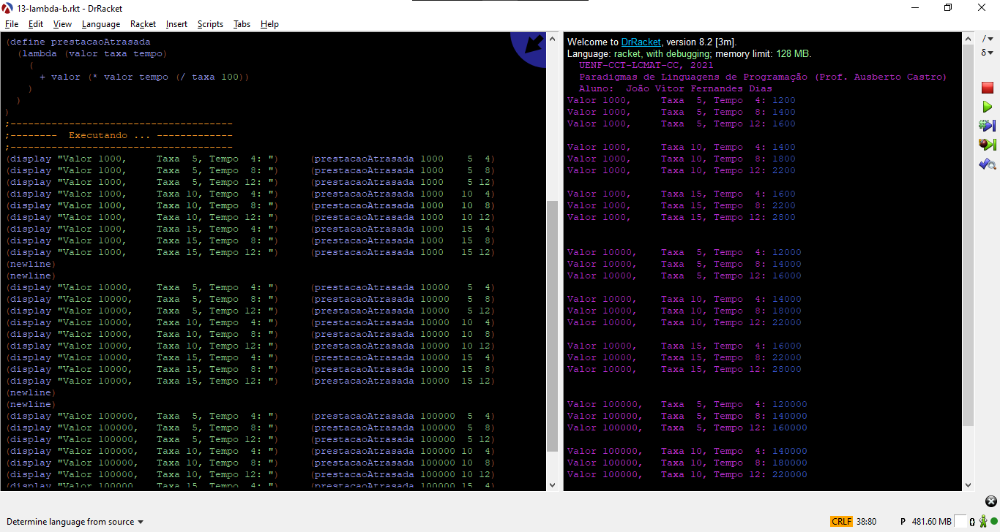 13-lambda-b.rkt - DrRacket
File Edit View Language Racket Insert Scripts Tabs Help
(define prestacaoAtrasada
(lambda (valor taxa tempo)
(
+ valor (* valor tempo (/ taxa 100))
)
)
)
;--------------------------------------
;-------- Executando ... -------------
;--------------------------------------
(display "Valor 1000, Taxa 5, Tempo 4: ") (prestacaoAtrasada 1000 5 4)
(display "Valor 1000, Taxa 5, Tempo 8: ") (prestacaoAtrasada 1000 5 8)
(display "Valor 1000, Taxa 5, Tempo 12: ") (prestacaoAtrasada 1000 5 12)
(display "Valor 1000, Taxa 10, Tempo 4: ") (prestacaoAtrasada 1000 10 4)
(display "Valor 1000, Taxa 10, Tempo 8: ") (prestacaoAtrasada 1000 10 8)
(display "Valor 1000, Taxa 10, Tempo 12: ") (prestacaoAtrasada 1000 10 12)
(display "Valor 1000, Taxa 15, Tempo 4: ") (prestacaoAtrasada 1000 15 4)
(display "Valor 1000, Taxa 15, Tempo 8: ") (prestacaoAtrasada 1000 15 8)
(display "Valor 1000, Taxa 15, Tempo 12: ") (prestacaoAtrasada 1000 15 12)
(newline)
(newline)
(display "Valor 10000, Taxa 5, Tempo 4: ") (prestacaoAtrasada 10000 5 4)
(display "Valor 10000, Taxa 5, Tempo 8: ") (prestacaoAtrasada 10000 5 8)
(display "Valor 10000, Taxa 5, Tempo 12: ") (prestacaoAtrasada 10000 5 12)
(display "Valor 10000, Taxa 10, Tempo 4: ") (prestacaoAtrasada 10000 10 4)
(display "Valor 10000, Taxa 10, Tempo 8: ") (prestacaoAtrasada 10000 10 8)
(display "Valor 10000, Taxa 10, Tempo 12: ") (prestacaoAtrasada 10000 10 12)
(display "Valor 10000, Taxa 15, Tempo 4: ") (prestacaoAtrasada 10000 15 4)
(display "Valor 10000, Taxa 15, Tempo 8: ") (prestacaoAtrasada 10000 15 8)
(display "Valor 10000, Taxa 15, Tempo 12: ") (prestacaoAtrasada 10000 15 12)
(newline)
(newline)
(display "Valor 100000, Taxa 5, Tempo 4: ") (prestacaoAtrasada 100000 5 4)
(display "Valor 100000, Taxa 5, Tempo 8: ") (prestacaoAtrasada 100000 5 8)
(display "Valor 100000, Taxa 5, Tempo 12: ") (prestacaoAtrasada 100000 5 12)
(display "Valor 100000, Taxa 10, Tempo 4: ") (prestacaoAtrasada 100000 10 4)
(display "Valor 100000, Taxa 10, Tempo 8: ") (prestacaoAtrasada 100000 10 8)
(display "Valor 100000, Taxa 10, Tempo 12: ") (prestacaoAtrasada 100000 10 12)
(display "Valor 100000, Taxa 15, Tempo 4: ") (prestacaoAtrasada 100000 15 4)
Welcome to DrRacket, version 8.2 [3m].
Language: racket, with debugging; memory limit: 128 MB.
UENF-CCT-LCMAT-CC, 2021
Paradigmas de Linguagens de Programação (Prof. Ausberto Castro)
Aluno: João Vítor Fernandes Dias
Valor 1000, Taxa 5, Tempo 4: 1200
Valor 1000, Taxa 5, Tempo 8: 1400
Valor 1000, Taxa 5, Tempo 12: 1600
Valor 1000, Taxa 10, Tempo 4: 1400
Valor 1000, Taxa 10, Tempo 8: 1800
Valor 1000, Taxa 10, Tempo 12: 2200
Valor 1000, Taxa 15, Tempo 4: 1600
Valor 1000, Taxa 15, Tempo 8: 2200
Valor 1000, Taxa 15, Tempo 12: 2800
Valor 10000, Taxa 5, Tempo 4: 12000
Valor 10000, Taxa 5, Tempo 8: 14000
Valor 10000, Taxa 5, Tempo 12: 16000
Valor 10000, Taxa 10, Tempo 4: 14000
Valor 10000, Taxa 10, Tempo 8: 18000
Valor 10000, Taxa 10, Tempo 12: 22000
Valor 10000, Taxa 15, Tempo 4: 16000
Valor 10000, Taxa 15, Tempo 8: 22000
Valor 10000, Taxa 15, Tempo 12: 28000
Valor 100000, Taxa 5, Tempo 4: 120000
Valor 100000, Taxa 5, Tempo 8: 140000
Valor 100000, Taxa 5, Tempo 12: 160000
Valor 100000, Taxa 10, Tempo 4: 140000
Valor 100000, Taxa 10, Tempo 8: 180000
Valor 100000, Taxa 10, Tempo 12: 220000
/
δ
Determine language from source
CRLF 38:80 P 481.60 MB {}